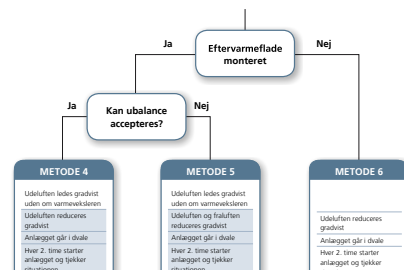 Ja
Eftervarmeflade
monteret
Nej
Ja
Kan ubalance
accepteres?
Nej
METODE 4
Udeluften ledes gradvist
uden om varmeveksleren
Udeluften reduceres
gradvist
Anlægget går i dvale
Hver 2. time starter
anlægget og tjekker
situationen
METODE 5
Udeluften ledes gradvist
uden om varmeveksleren
Udeluften og fraluften
reduceres gradvist
Anlægget går i dvale
Hver 2. time starter
anlægget og tjekker
situationen
METODE 6
Udeluften reduceres
gradvist
Anlægget går i dvale
Hver 2. time starter
anlægget og tjekker